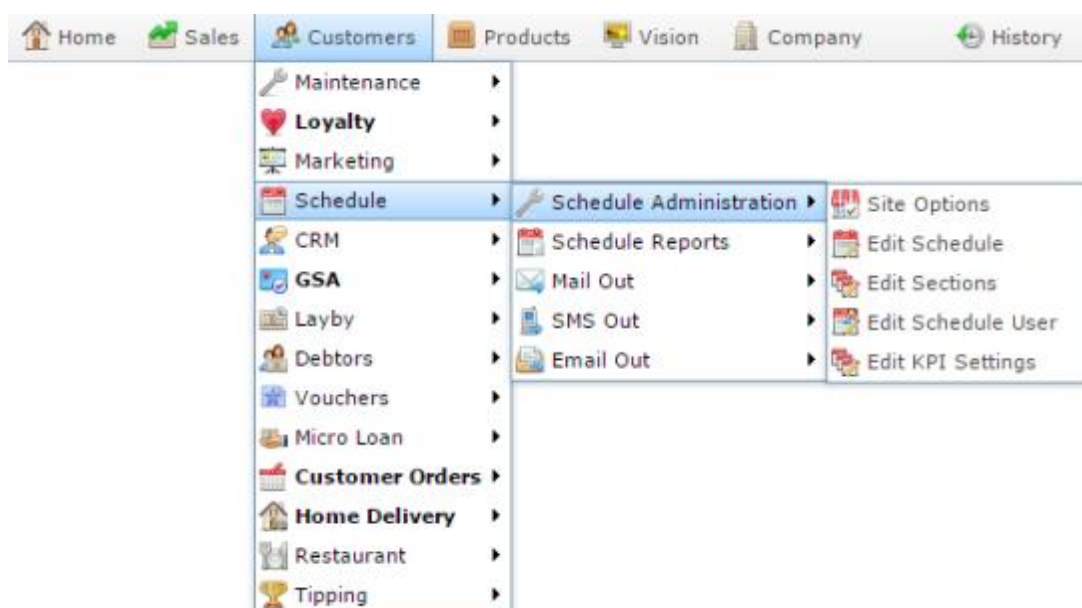 Home Sales Customers Products Vision Company History
Maintenance
Loyalty
Marketing
Schedule Schedule Administration Site Options
CRM Schedule Reports Edit Schedule
GSA Mail Out Edit Sections
Layby SMS Out Edit Schedule User
Debtors Email Out Edit KPI Settings
Vouchers
Micro Loan
Customer Orders
Home Delivery
Restaurant
Tipping